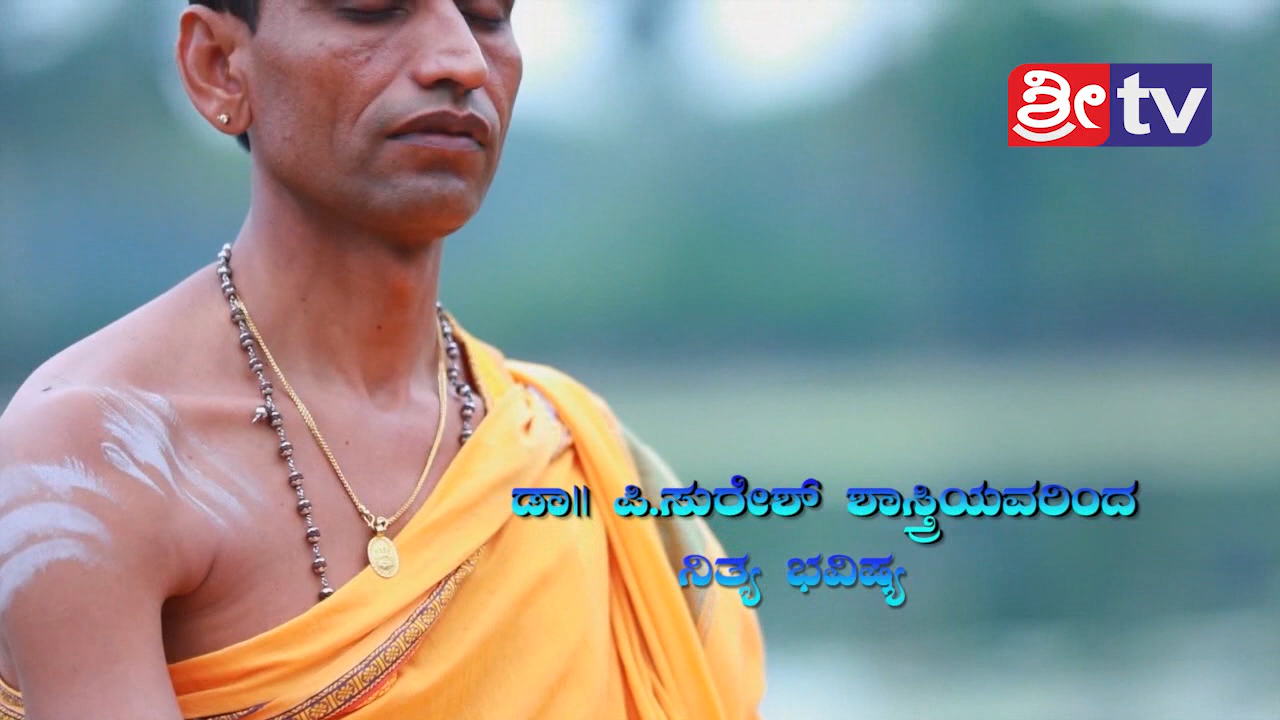 ಶ್ರೀ tv
ಡಾ|| ಪಿ.ಸುರೇಶ್ ಶಾಸ್ತ್ರಿಯವರಿಂದ
ನಿತ್ಯ ಭವಿಷ್ಯ